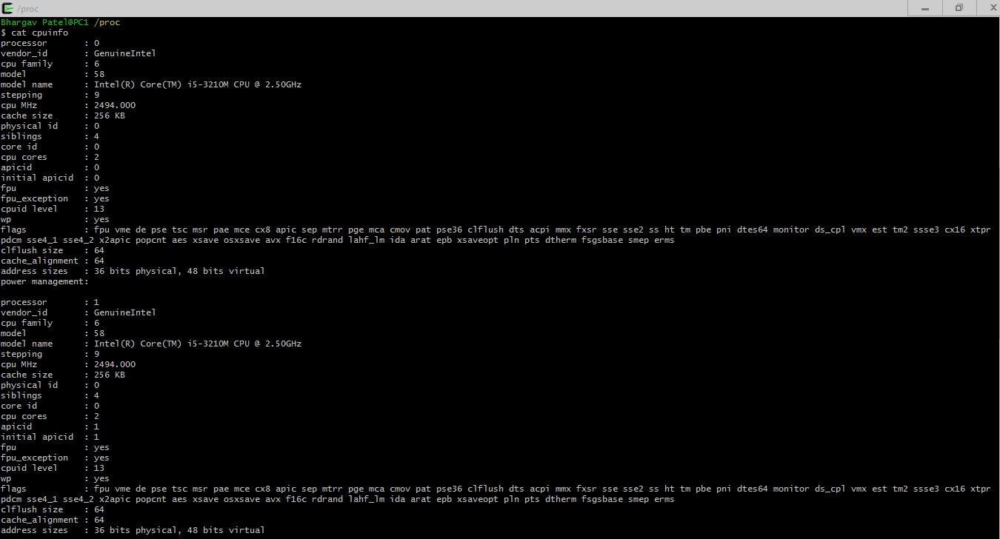 /proc
Bhargav Patel@PC1 /proc
$ cat cpuinfo
processor : 0
vendor_id : GenuineIntel
cpu family : 6
model : 58
model name : Intel(R) Core(TM) i5-3210M CPU @ 2.50GHz
stepping : 9
cpu MHz : 2494.000
cache size : 256 KB
physical id : 0
siblings : 4
core id : 0
cpu cores : 2
apicid : 0
initial apicid : 0
fpu : yes
fpu_exception : yes
cpuid level : 13
wp : yes
flags : fpu vme de pse tsc msr pae mce cx8 apic sep mtrr pge mca cmov pat pse36 clflush dts acpi mmx fxsr sse sse2 ss ht tm pbe pni dtes64 monitor ds_cpl vmx est tm2 ssse3 cx16 xtpr
pdcm sse4_1 sse4_2 x2apic popcnt aes xsave osxsave avx f16c rdrand lahf_lm ida arat epb xsaveopt pln pts dtherm fsgsbase smep erms
clflush size : 64
cache_alignment : 64
address sizes : 36 bits physical, 48 bits virtual
power management:
processor : 1
vendor_id : GenuineIntel
cpu family : 6
model : 58
model name : Intel(R) Core(TM) i5-3210M CPU @ 2.50GHz
stepping : 9
cpu MHz : 2494.000
cache size : 256 KB
physical id : 0
siblings : 4
core id : 0
cpu cores : 2
apicid : 1
initial apicid : 1
fpu : yes
fpu_exception : yes
cpuid level : 13
wp : yes
flags : fpu vme de pse tsc msr pae mce cx8 apic sep mtrr pge mca cmov pat pse36 clflush dts acpi mmx fxsr sse sse2 ss ht tm pbe pni dtes64 monitor ds_cpl vmx est tm2 ssse3 cx16 xtpr
pdcm sse4_1 sse4_2 x2apic popcnt aes xsave osxsave avx f16c rdrand lahf_lm ida arat epb xsaveopt pln pts dtherm fsgsbase smep erms
clflush size : 64
cache_alignment : 64
address sizes : 36 bits physical, 48 bits virtual